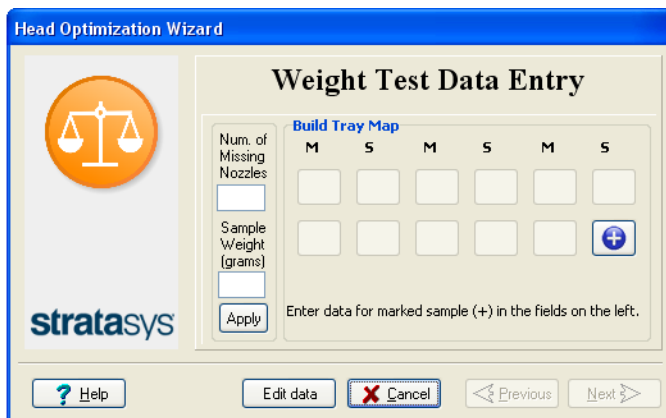 Head Optimization Wizard
Weight Test Data Entry
Num. of
Missing
Nozzles
Sample
Weight
(grams)
Apply
Build Tray Map
M S M S M S
Enter data for marked sample (+) in the fields on the left.
stratasys
? Help
Edit data
Cancel
Previous
Next